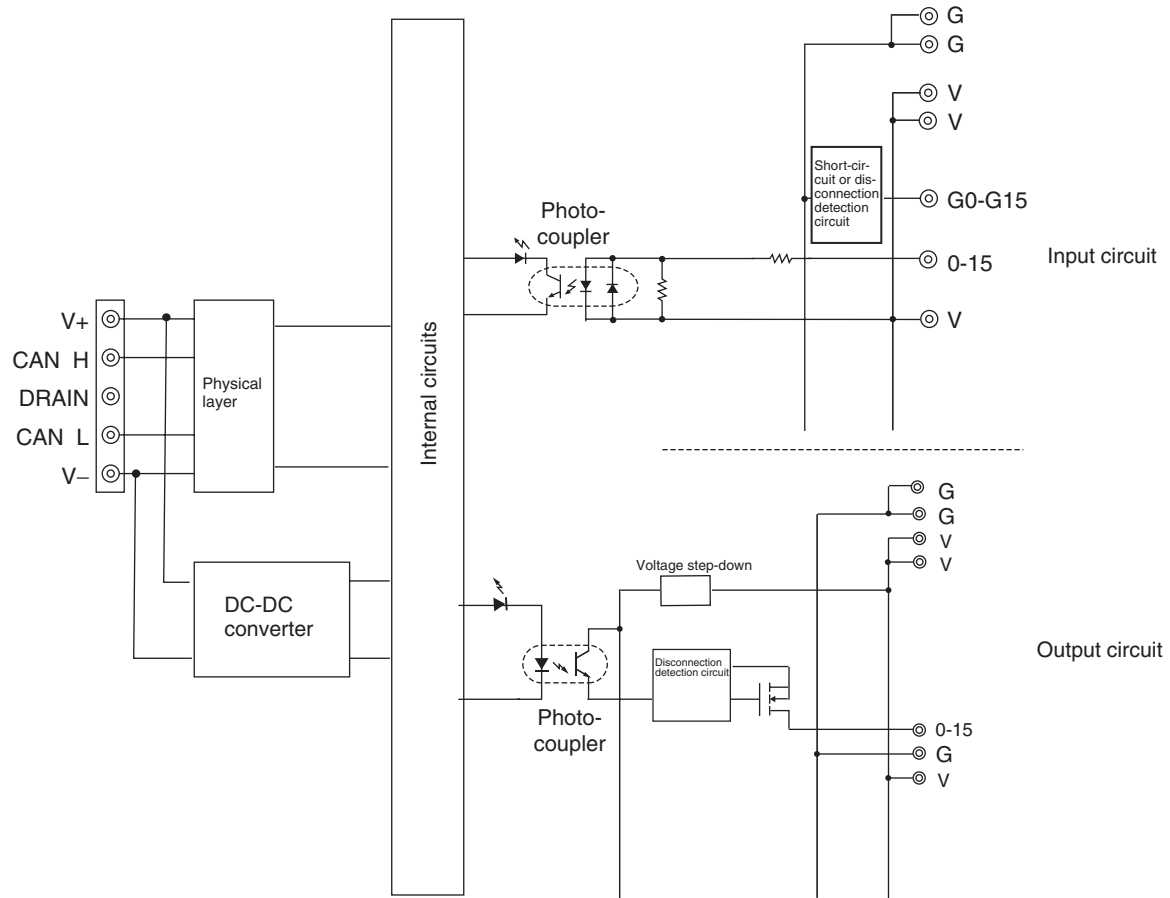 G
G
V
V
Short-cir-
cuit or dis-
connection
detection
circuit
G0-G15
Photo-
coupler
0-15
Input circuit
V
V+
CAN H
DRAIN
CAN L
V–
Physical
layer
Internal circuits
G
G
V
V
Voltage step-down
DC-DC
converter
Output circuit
Disconnection
detection circuit
Photo-
coupler
0-15
G
V